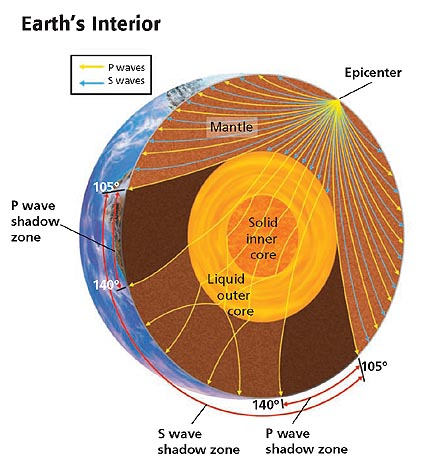 Earth's Interior
P waves
S waves
Epicenter
Mantle
105°
P wave
shadow
zone
Solid
inner
core
140°
Liquid
outer
core
105°
140°
S wave
shadow zone
P wave
shadow zone